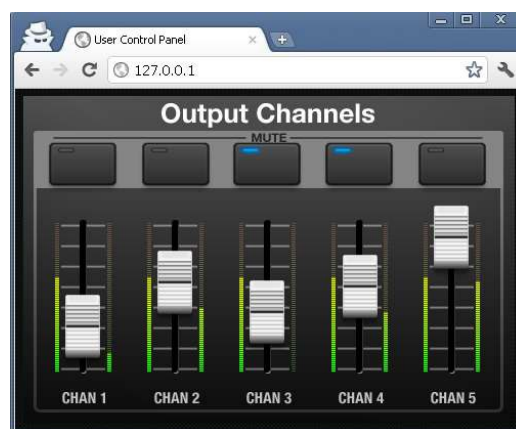 User Control Panel
127.0.0.1
Output Channels
MUTE
CHAN 1
CHAN 2
CHAN 3
CHAN 4
CHAN 5